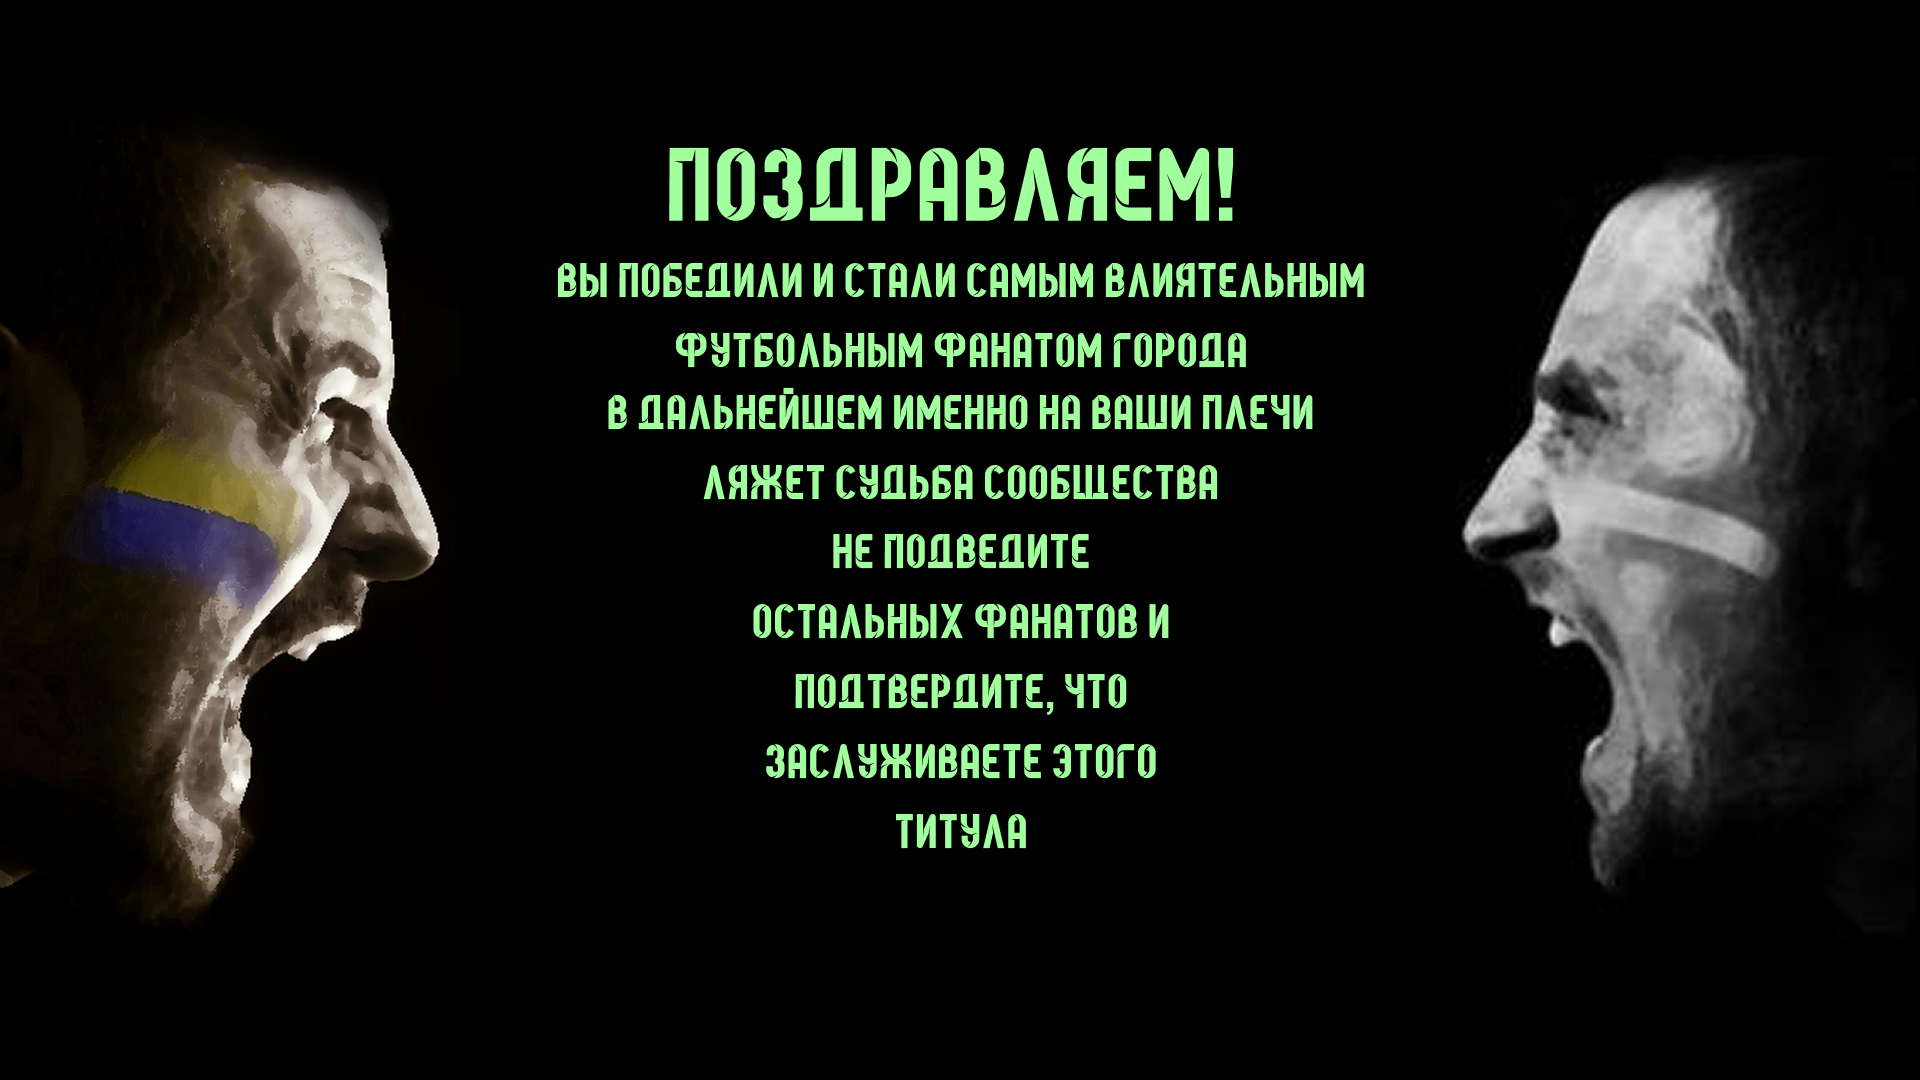 ПОЗДРАВЛЯЕМ!
ВЫ ПОБЕДИЛИ И СТАЛИ САМЫМ ВЛИЯТЕЛЬНЫМ
ФУТБОЛЬНЫМ ФАНАТОМ ГОРОДА
В ДАЛЬНЕЙШЕМ ИМЕННО НА ВАШИ ПЛЕЧИ
ЛЯЖЕТ СУДЬБА СООБЩЕСТВА
НЕ ПОДВЕДИТЕ
ОСТАЛЬНЫХ ФАНАТОВ И
ПОДТВЕРДИТЕ, ЧТО
ЗАСЛУЖИВАЕТЕ ЭТОГО
ТИТУЛА